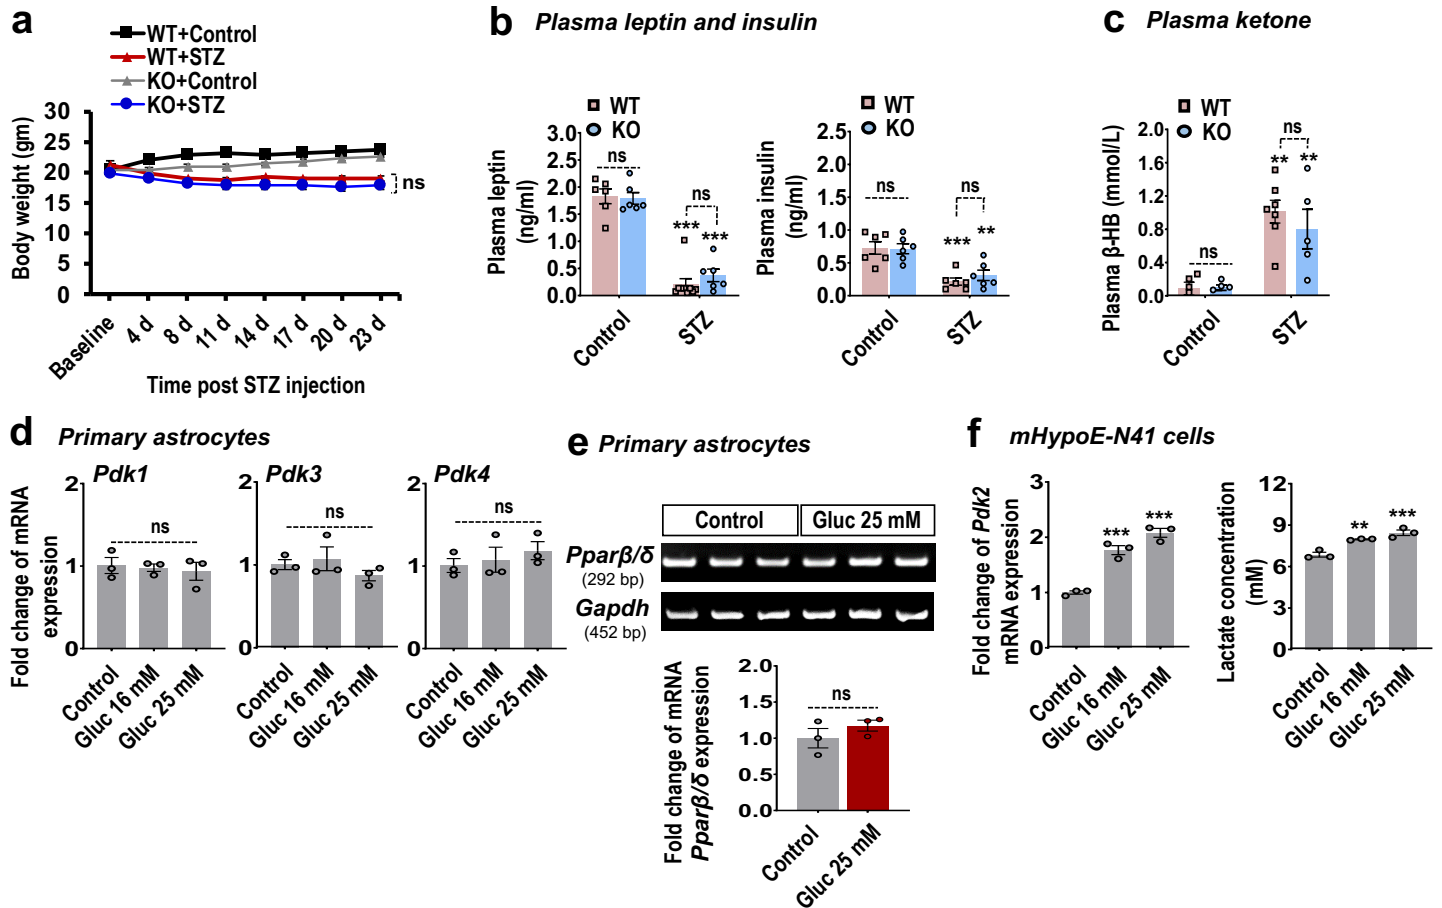 a
WT+Control
WT+STZ
KO+Control
KO+STZ
Body weight (gm)
30
25
20
15
10
5
0
ns
Baseline
4 d
8 d
11 d
14 d
17 d
20 d
23 d
Time post STZ injection
b Plasma leptin and insulin
WT
KO
Plasma leptin
(ng/ml)
3.0
2.5
2.0
1.5
1.0
0.5
0.0
ns
ns
***
***
Control
STZ
WT
KO
Plasma insulin
(ng/ml)
2.5
2.0
1.5
1.0
0.5
0.0
ns
ns
***
**
Control
STZ
c Plasma ketone
WT
KO
Plasma β-HB (mmol/L)
2.0
1.6
1.2
0.8
0.4
0.0
ns
ns
**
**
Control
STZ
d Primary astrocytes
Fold change of mRNA
expression
Pdk1
2
1
0
ns
Control
Gluc 16 mM
Gluc 25 mM
Pdk3
2
1
0
ns
Control
Gluc 16 mM
Gluc 25 mM
Pdk4
2
1
0
ns
Control
Gluc 16 mM
Gluc 25 mM
e Primary astrocytes
Control
Gluc 25 mM
Pparβ/δ
(292 bp)
Gapdh
(452 bp)
Fold change of mRNA
Pparβ/δ expression
2.0
1.5
1.0
0.5
0.0
ns
Control
Gluc 25 mM
f mHypoE-N41 cells
Fold change of Pdk2
mRNA expression
3
2
1
0
***
***
Control
Gluc 16 mM
Gluc 25 mM
Lactate concentration
(mM)
12
9
6
3
0
**
***
Control
Gluc 16 mM
Gluc 25 mM